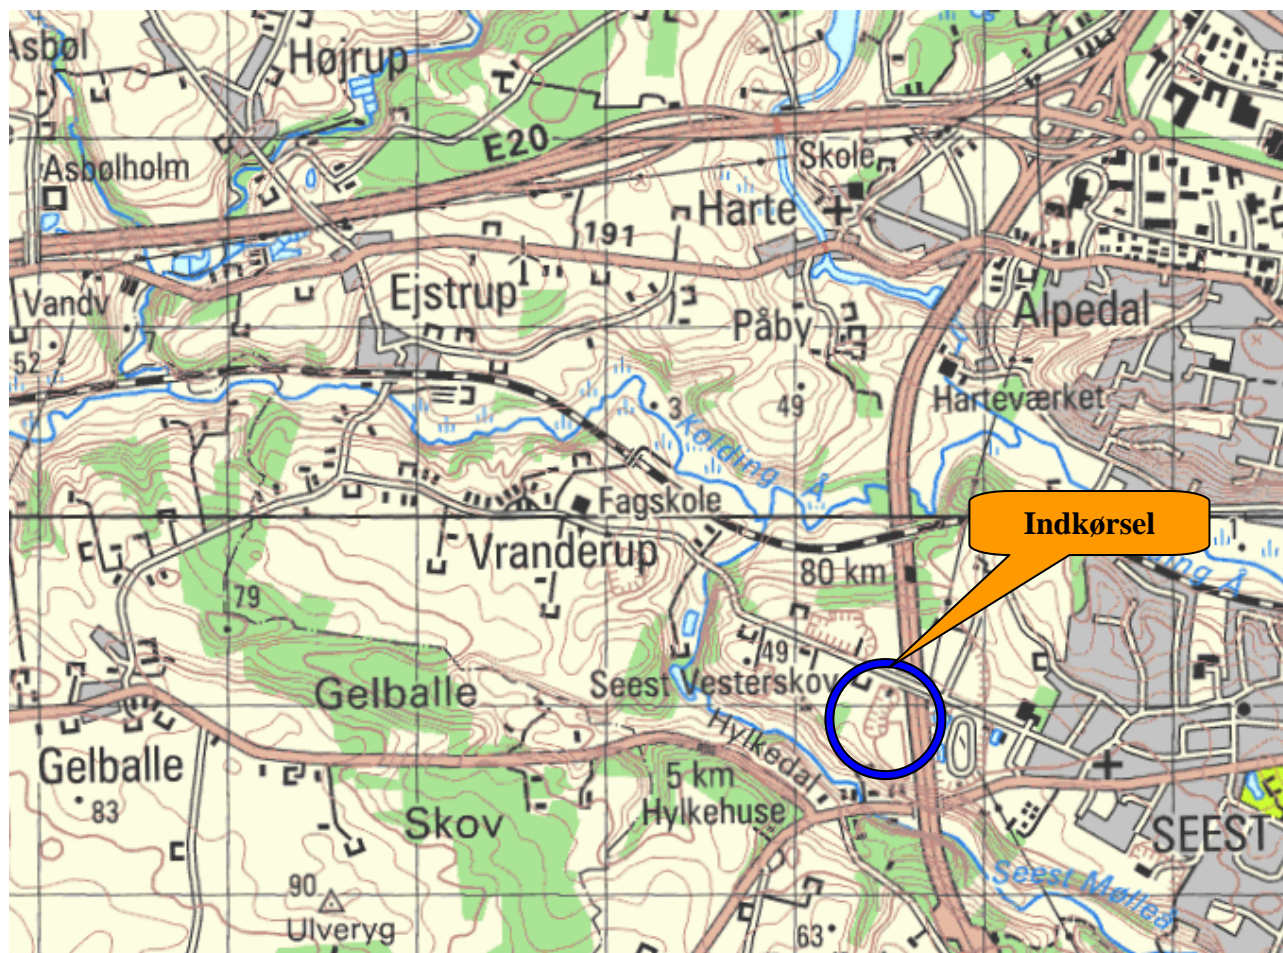 Asbøl
Højrup
E20
Skole
Asbølholm
Harte
191
Ejstrup
Vandv
Alpedal
Påby
7
52
Harteværket
3
49
Kolding Å
Fagskole
Indkørsel
1
Vranderup
80 km
79
49
Seest Vesterskov
Gelballe
Hylkedal
Gelballe
5 km
83
Hylkehuse
Skov
SEEST
Seest Mølleå
90
Ulveryg
63